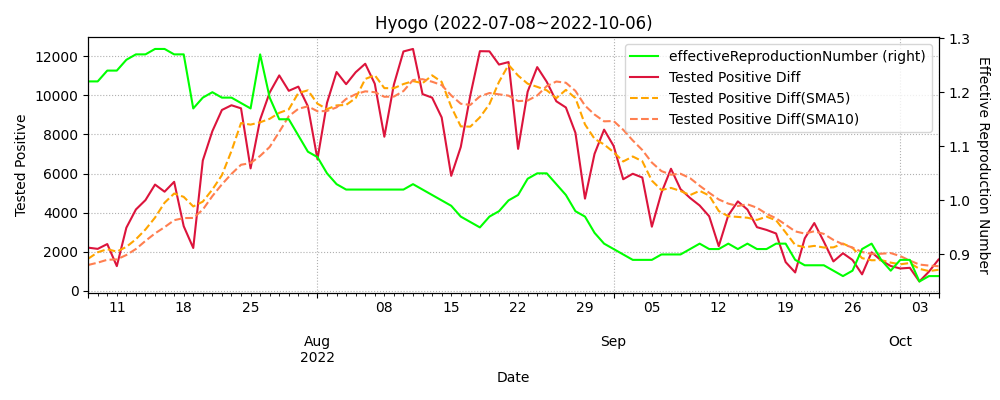 Hyogo (2022-07-08~2022-10-06)
effectiveReproductionNumber (right)
Tested Positive Diff
Tested Positive Diff(SMA5)
Tested Positive Diff(SMA10)
Tested Positive
12000
10000
8000
6000
4000
2000
0
1.3
1.2
1.1
1.0
0.9
Effective Reproduction Number
11 18 25 08 15 22 29 05 12 19 26 03
Aug Sep Oct
2022
Date